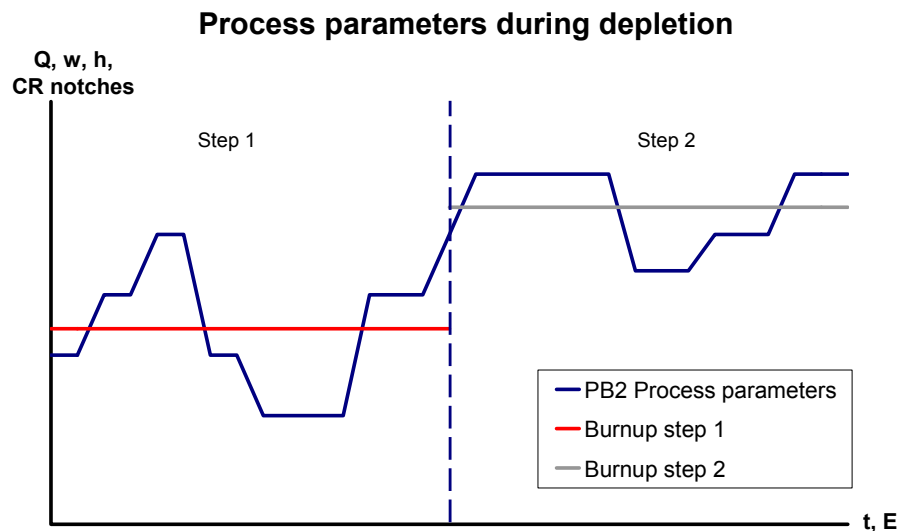 Process parameters during depletion
Q, w, h,
CR notches
Step 1
Step 2
PB2 Process parameters
Burnup step 1
Burnup step 2
t, E